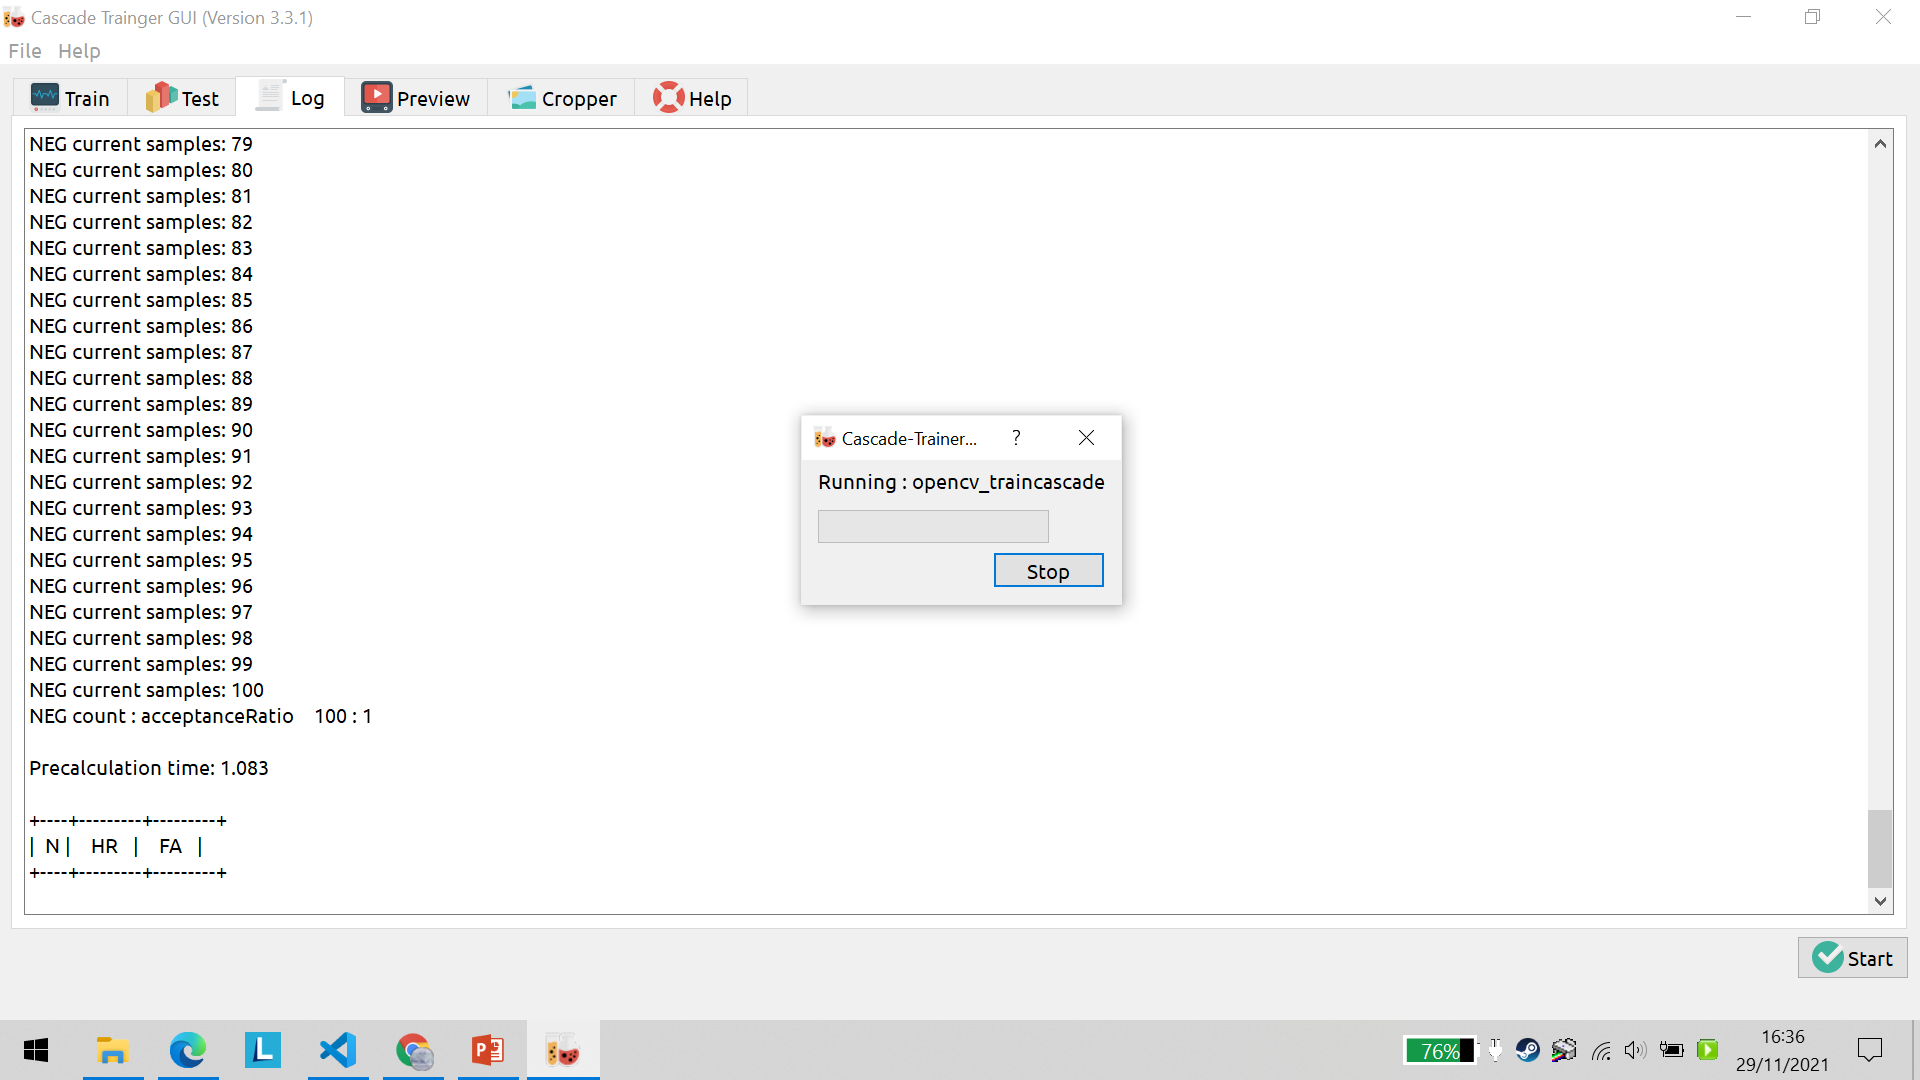 Cascade Trainger GUI (Version 3.3.1)
File Help
Train Test Log Preview Cropper Help
NEG current samples: 79
NEG current samples: 80
NEG current samples: 81
NEG current samples: 82
NEG current samples: 83
NEG current samples: 84
NEG current samples: 85
NEG current samples: 86
NEG current samples: 87
NEG current samples: 88
NEG current samples: 89
NEG current samples: 90
NEG current samples: 91
NEG current samples: 92
NEG current samples: 93
NEG current samples: 94
NEG current samples: 95
NEG current samples: 96
NEG current samples: 97
NEG current samples: 98
NEG current samples: 99
NEG current samples: 100
NEG count : acceptanceRatio 100 : 1
Precalculation time: 1.083
+----+---------+---------+
| N | HR | FA |
+----+---------+---------+
Cascade-Trainer... ?
Running : opencv_traincascade
Stop
Start
L
P
76%
16:36
29/11/2021